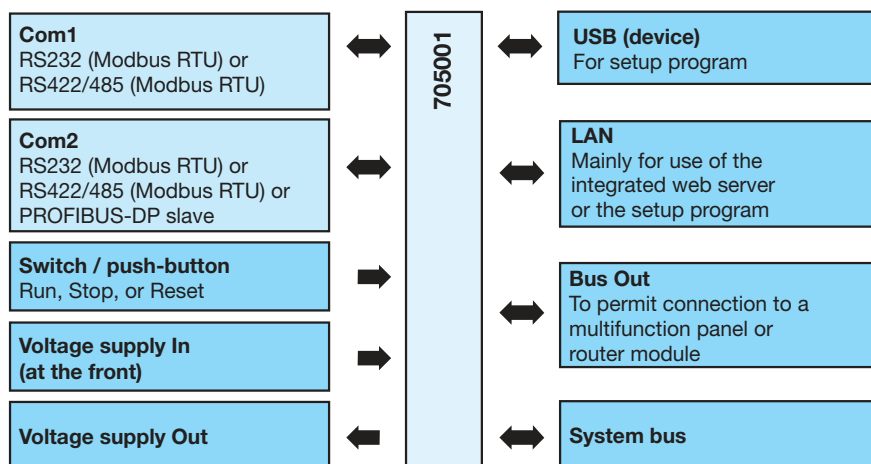 Com1
RS232 (Modbus RTU) or
RS422/485 (Modbus RTU)
Com2
RS232 (Modbus RTU) or
RS422/485 (Modbus RTU) or
PROFIBUS-DP slave
Switch / push-button
Run, Stop, or Reset
Voltage supply In
(at the front)
Voltage supply Out
705001
USB (device)
For setup program
LAN
Mainly for use of the
integrated web server
or the setup program
Bus Out
To permit connection to a
multifunction panel or
router module
System bus